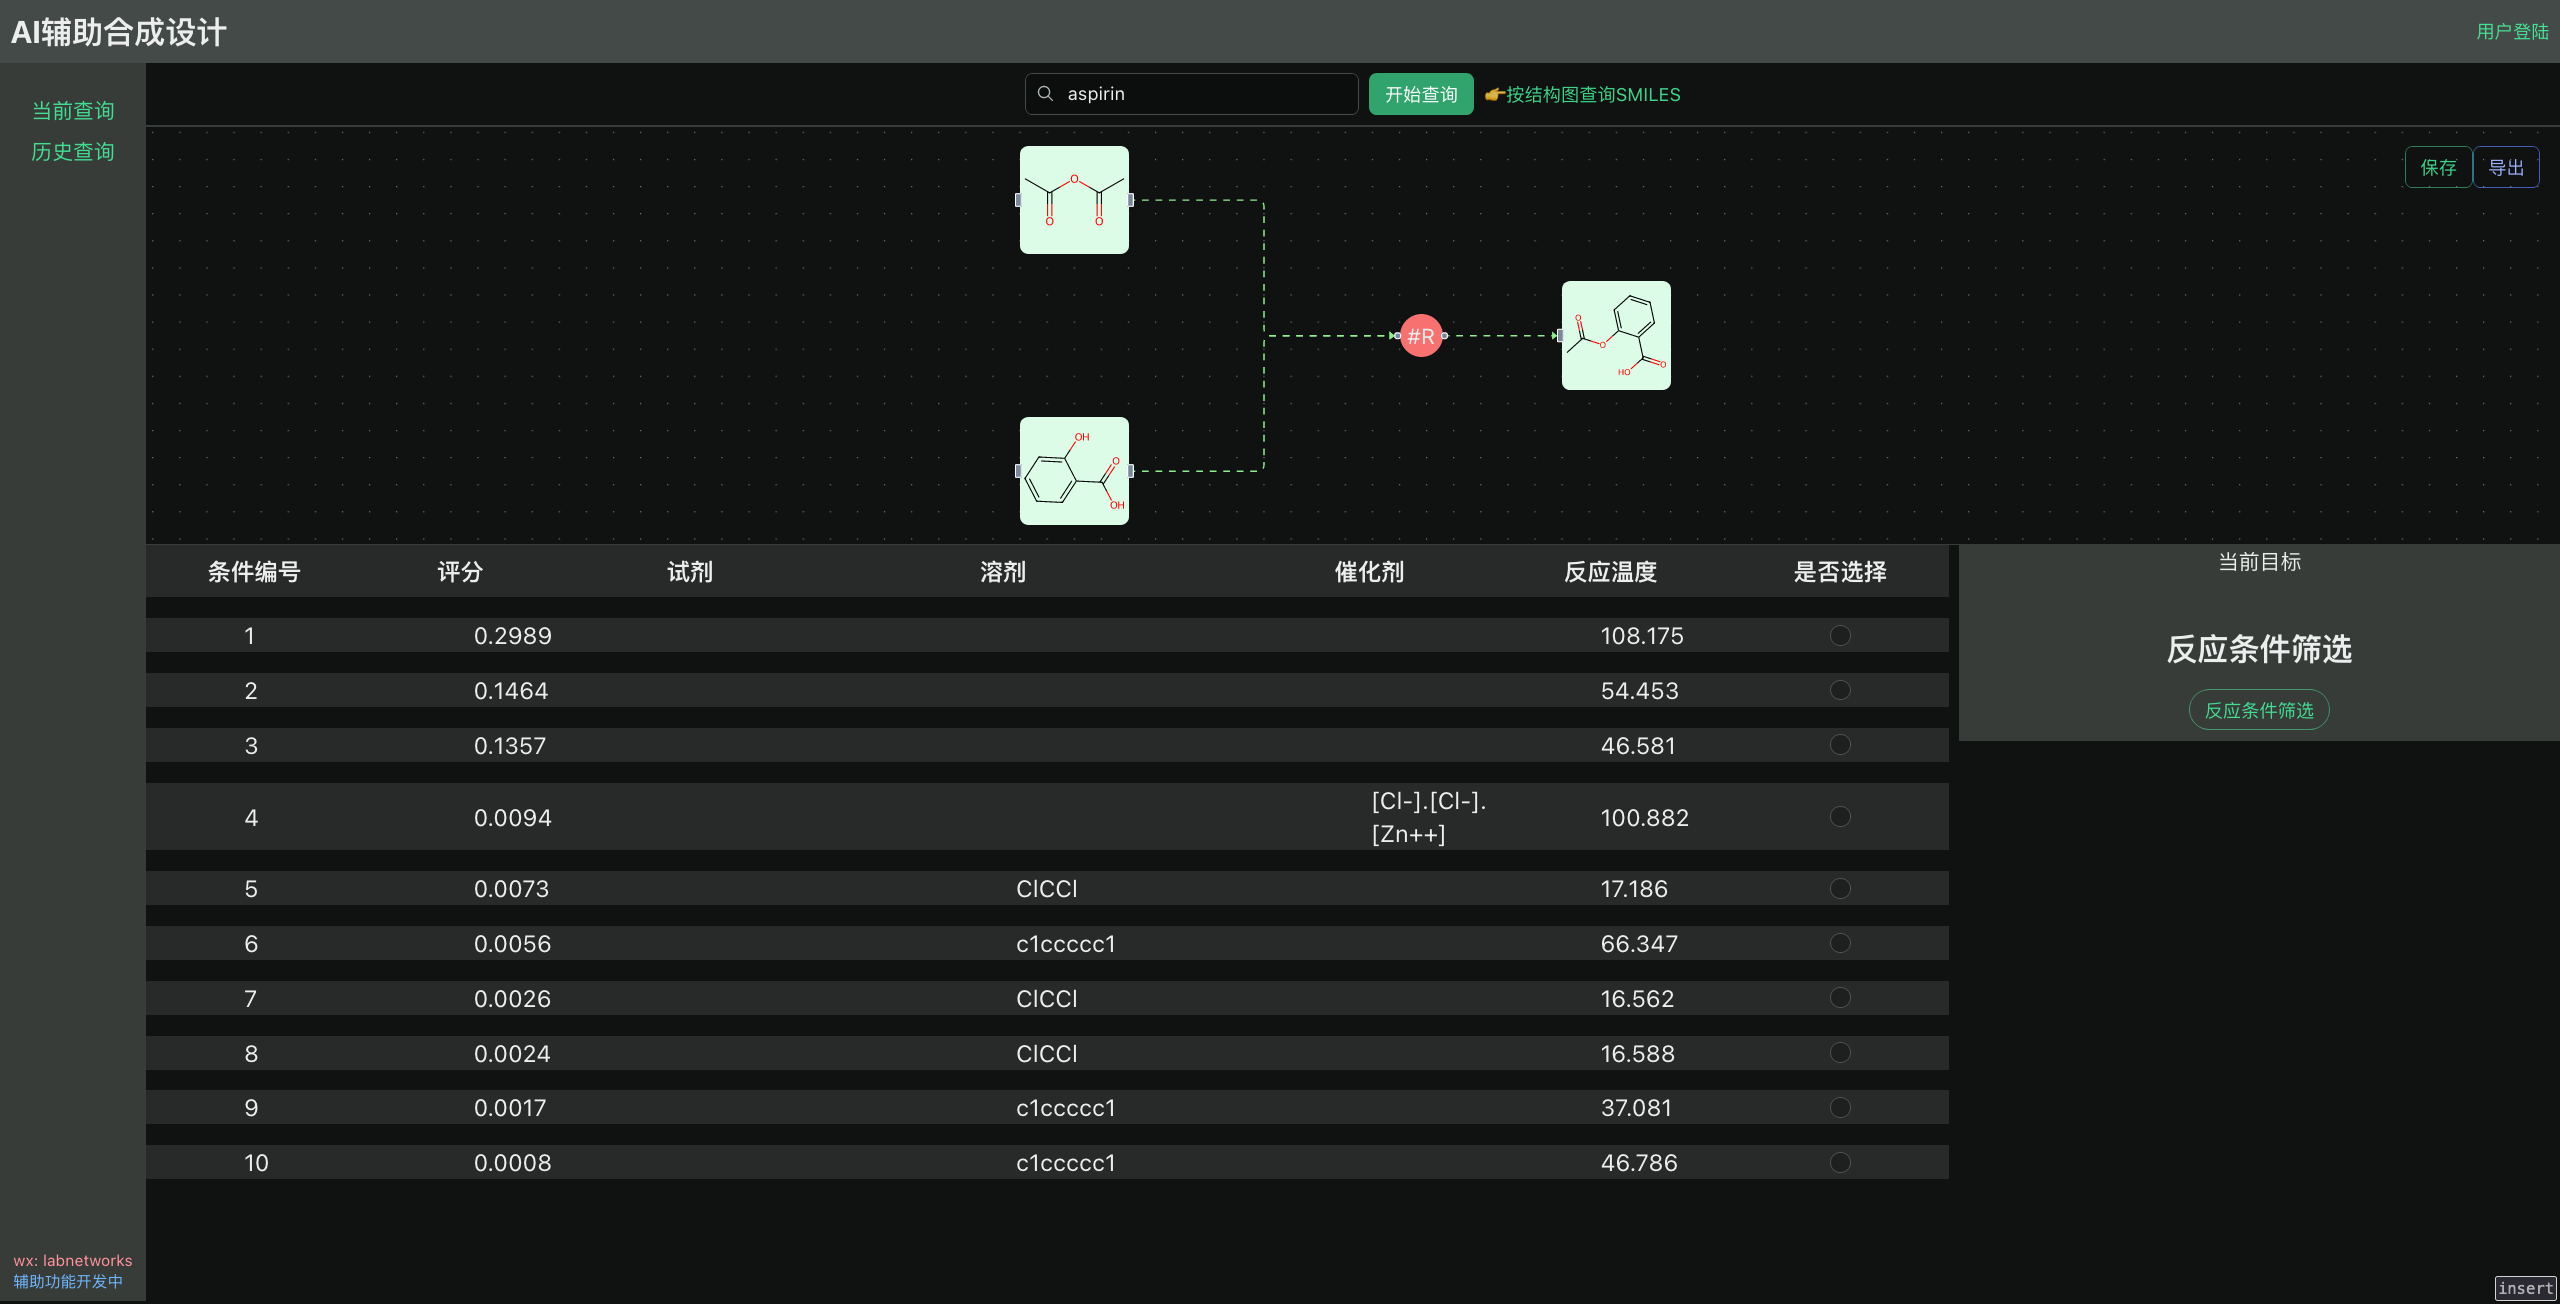 AI辅助合成设计
用户登陆
当前查询
历史查询
aspirin
开始查询
👉按结构图查询SMILES
保存
导出
O
O
O
#R
O
O
O
HO
OH
O
OH
条件编号 评分 试剂 溶剂 催化剂 反应温度 是否选择
1 0.2989 108.175
2 0.1464 54.453
3 0.1357 46.581
4 0.0094 [Cl-].[Cl-]. 100.882
[Zn++]
5 0.0073 ClCCl 17.186
6 0.0056 c1ccccc1 66.347
7 0.0026 ClCCl 16.562
8 0.0024 ClCCl 16.588
9 0.0017 c1ccccc1 37.081
10 0.0008 c1ccccc1 46.786
当前目标
反应条件筛选
反应条件筛选
wx: labnetworks
辅助功能开发中
insert